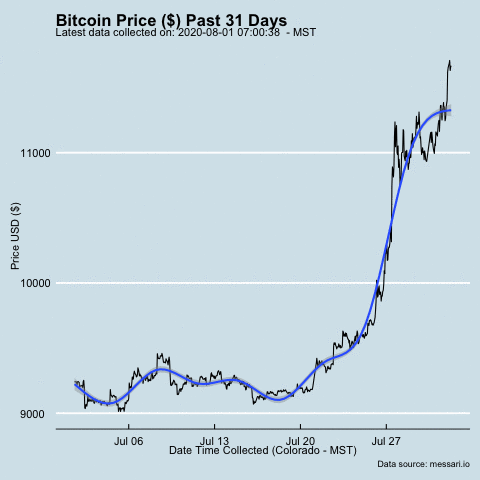 Bitcoin Price ($) Past 31 Days
Latest data collected on: 2020-08-01 07:00:38  - MST
11000
10000
9000
Price USD ($)
Jul 06 Jul 13 Jul 20 Jul 27
Date Time Collected (Colorado - MST)
Data source: messari.io